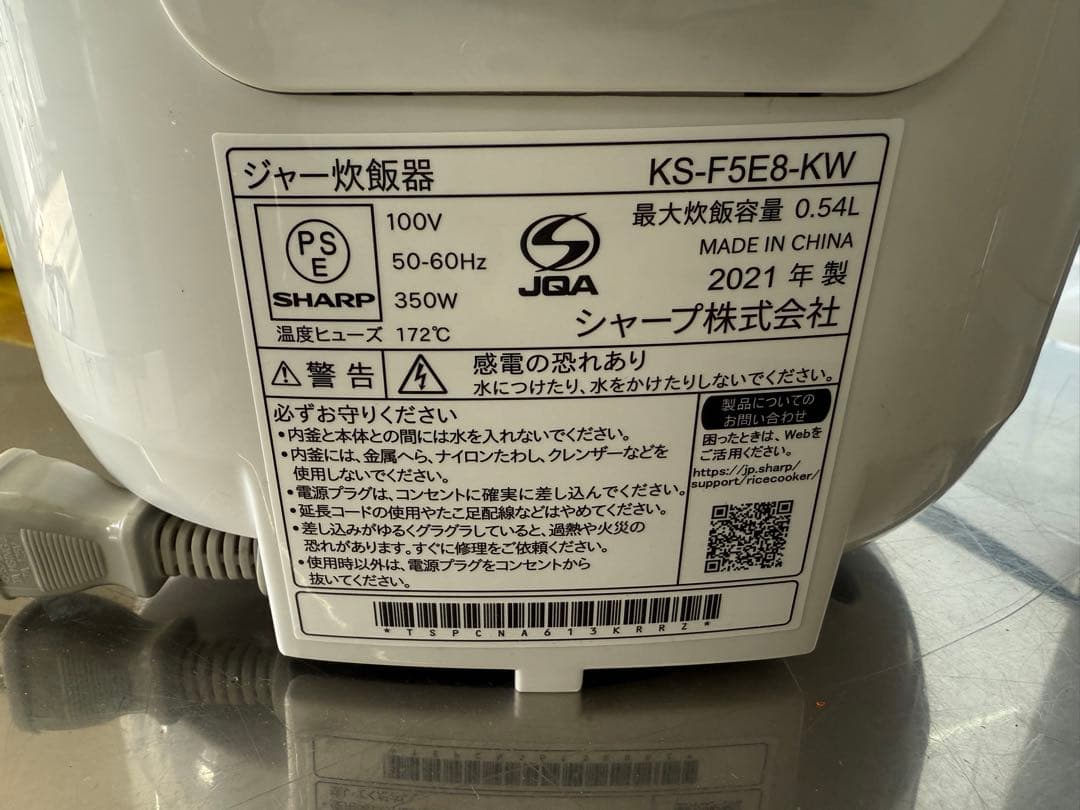 ジャー炊飯器 KS-F5E8-KW
PS
E
SHARP
100V
50-60Hz
350W
温度ヒューズ 172℃
JQA
最大炊飯容量 0.54L
MADE IN CHINA
2021 年 製
シャープ株式会社
警告
感電の恐れあり
水につけたり、水をかけたりしないでください。
必ずお守りください
・内釜と本体との間には水を入れないでください。
・内釜には、金属へら、ナイロンたわし、クレンザーなどを
使用しないでください。
・電源プラグは、コンセントに確実に差し込んでください。
・延長コードの使用やたこ足配線などはやめてください。
・差し込みがゆるくグラグラしていると、過熱や火災の
恐れがあります。すぐに修理をご依頼ください。
・使用時以外は、電源プラグをコンセントから
抜いてください。
製品についての
お問い合わせ
困ったときは、Webを
ご活用ください。
https://jp.sharp/
support/ricecooker/
*TSPCNA613KRRZ*